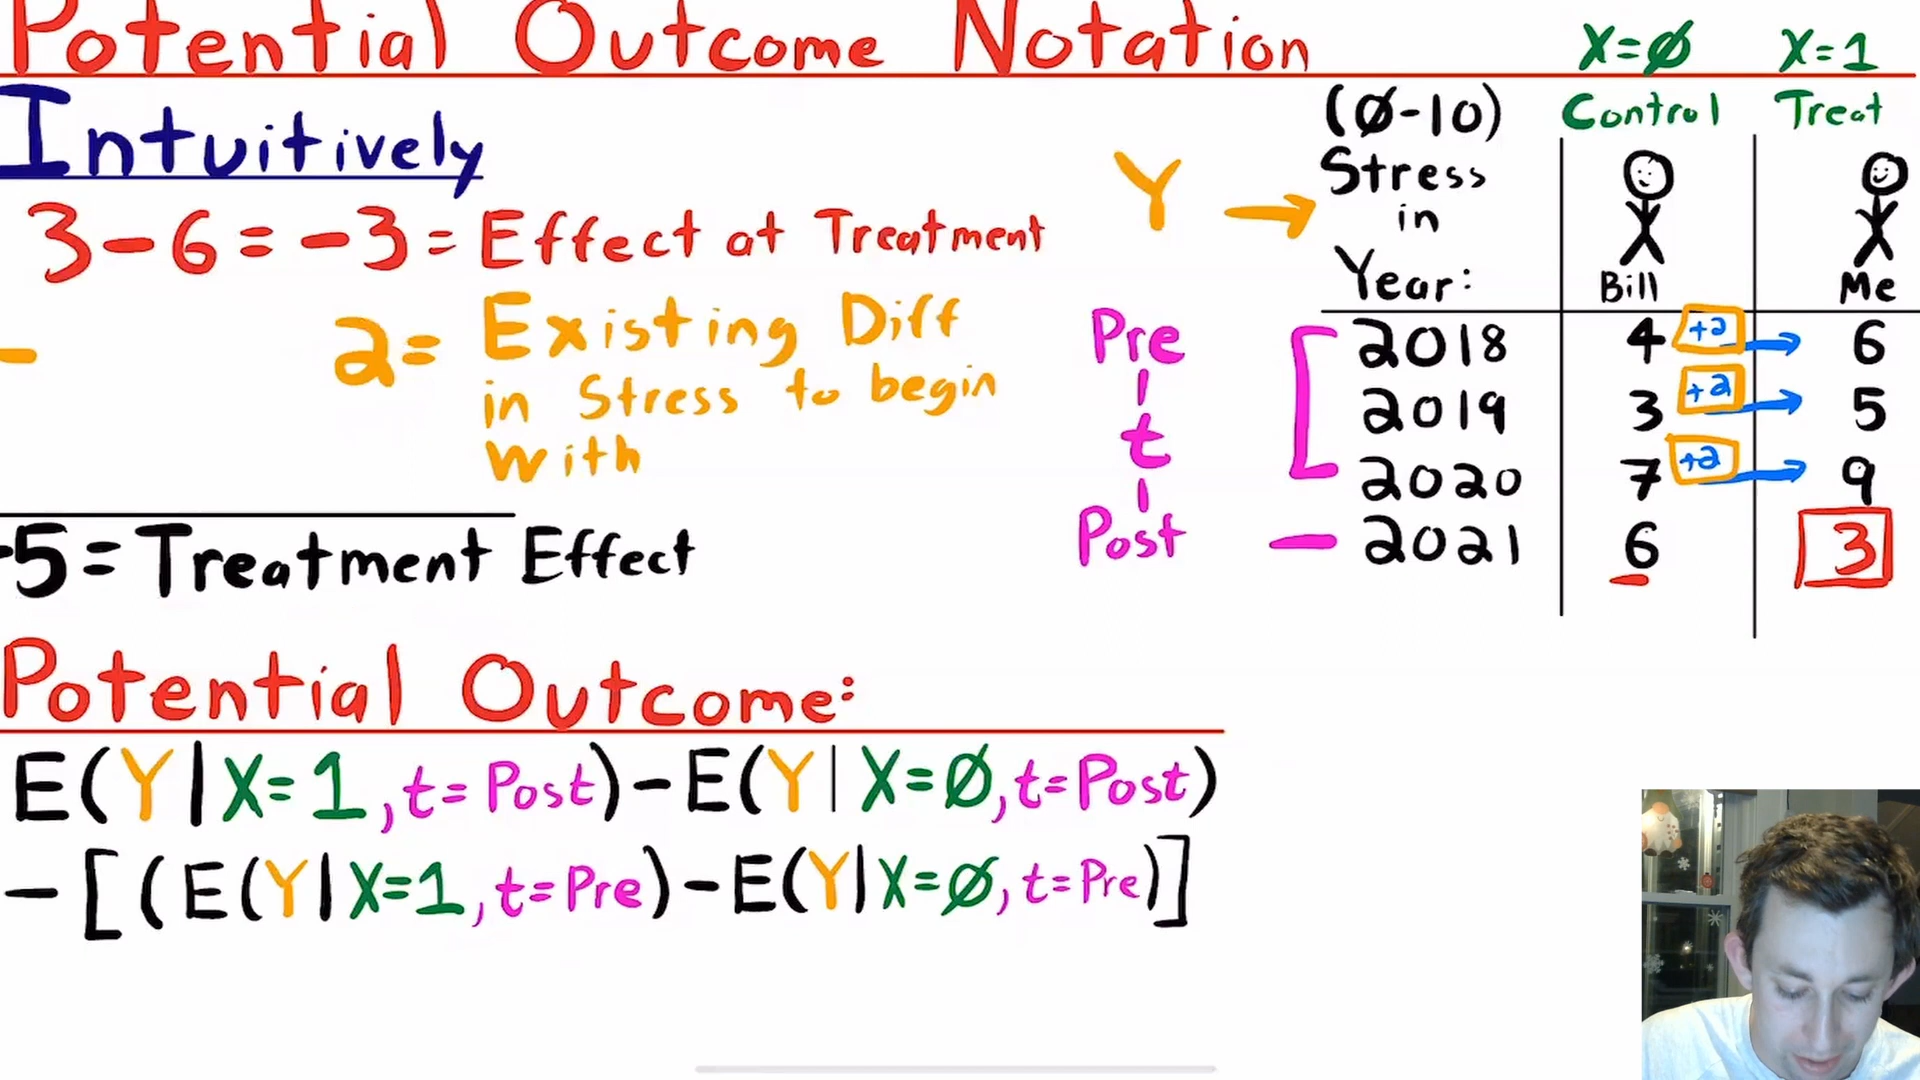 Potential Outcome Notation
X=∅ X=1
Intuitively
3-6=-3= Effect at Treatment
- 2= Existing Diff
in Stress to begin
With
-5= Treatment Effect
Y →
(∅-10) Control Treat
Stress
in
Year: Bill Me
Pre
t
Post
2018 4 +2 → 6
2019 3 +2 → 5
2020 7 +2 → 9
2021 6 3
Potential Outcome:
E(Y|X=1,t=Post)-E(Y|X=∅,t=Post)
-[(E(Y|X=1,t=Pre)-E(Y|X=∅,t=Pre)]